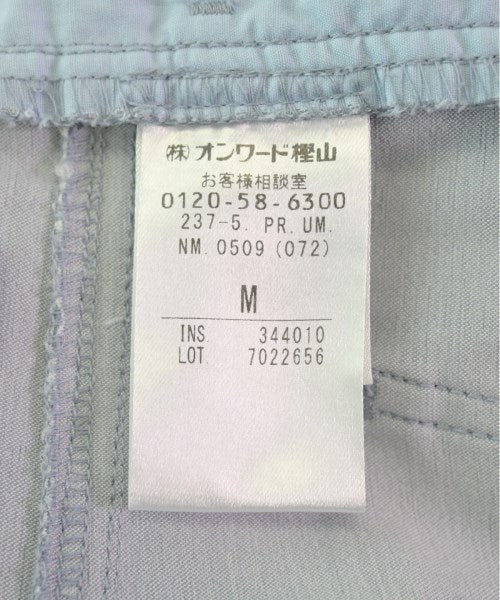 (株)オンワード樫山
お客様相談室
0120-58-6300
237-5. PR. UM.
NM. 0509 (072)
M
INS. 344010
LOT. 7022656